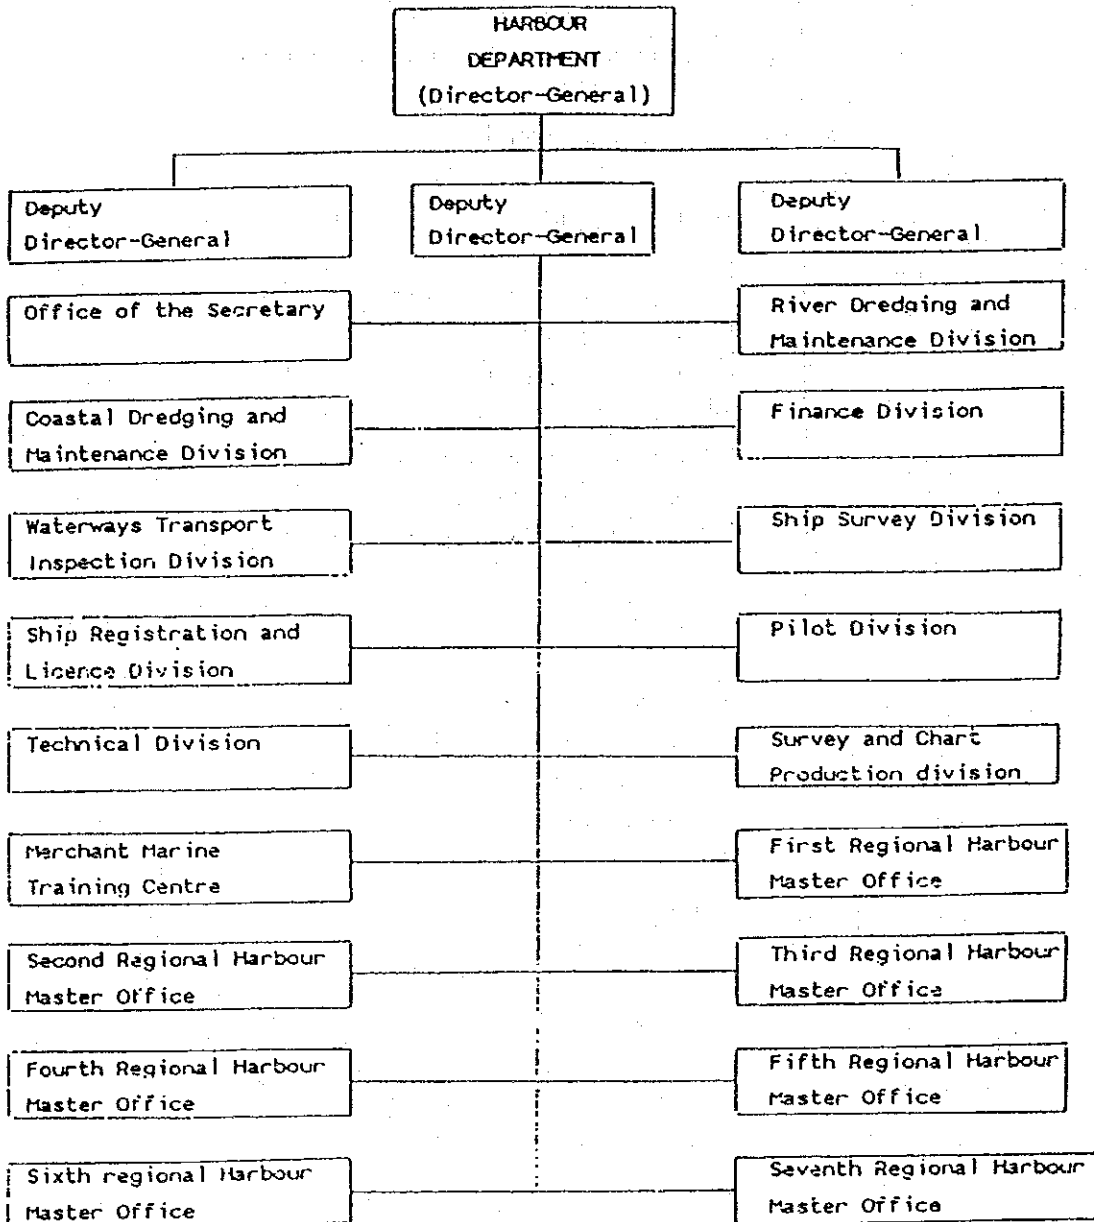 HARBOUR
DEPARTMENT
(Director-General)
Deputy
Director-General
Deputy
Director-General
Deputy
Director-General
Office of the Secretary
River Dredging and
Maintenance Division
Coastal Dredging and
Maintenance Division
Finance Division
Waterways Transport
Inspection Division
Ship Survey Division
Ship Registration and
Licence Division
Pilot Division
Technical Division
Survey and Chart
Production division
Merchant Marine
Training Centre
First Regional Harbour
Master Office
Second Regional Harbour
Master Office
Third Regional Harbour
Master Office
Fourth Regional Harbour
Master Office
Fifth Regional Harbour
Master Office
Sixth regional Harbour
Master Office
Seventh Regional Harbour
Master Office